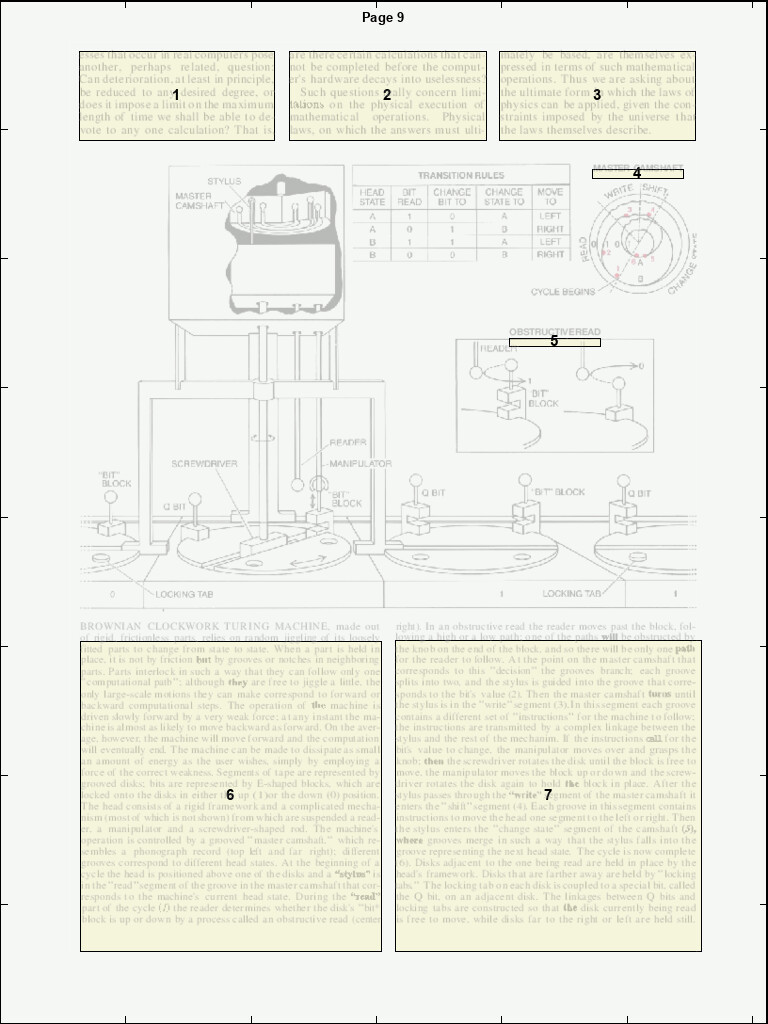 Page 9
esses that occur in real computers pose
another, perhaps related, question:
Can deterioration, at least in principle,
be reduced to any desired degree, or
does it impose a limit on the maximum
length of time we shall be able to de-
vote to any one calculation? That is,
1
are there certain calculations that can-
not be completed before the comput-
er's hardware decays into uselessness?
Such questions really concern limi-
tations on the physical execution of
mathematical operations. Physical
laws, on which the answers must ulti-
2
mately be based, are themselves ex-
pressed in terms of such mathematical
operations. Thus we are asking about
the ultimate form in which the laws of
physics can be applied, given the con-
straints imposed by the universe that
the laws themselves describe.
3
STYLUS
MASTER
CAMSHAFT
TRANSITION RULES
HEAD STATE BIT READ CHANGE BIT TO CHANGE STATE TO MOVE TO
A 1 0 A LEFT
A 0 1 B RIGHT
B 1 1 A LEFT
B 0 0 B RIGHT
MASTER CAMSHAFT
4
WRITE SHIFT
READ
CHANGE
CYCLE BEGINS
OBSTRUCTIVE READ
5
READER
0
1
"BIT"
BLOCK
READER
SCREWDRIVER
MANIPULATOR
"BIT"
BLOCK
Q BIT
"BIT"
BLOCK
Q BIT
"BIT" BLOCK
Q BIT
0
LOCKING TAB
1
LOCKING TAB
1
BROWNIAN CLOCKWORK TURING MACHINE, made out
of rigid, frictionless parts, relies on random jiggling of its loosely
joined parts to change from state to state. When a part is held in
place, it is not by friction but by grooves or notches in neighboring
parts. Parts interlock in such a way that they can follow only one
"computational path"; although they are free to jiggle a little, the
only large-scale motions they can make correspond to forward or
backward computational steps. The operation of the machine is
driven slowly forward by a very weak force; at any instant the ma-
chine is almost as likely to move backward as forward. On the aver-
age, however, the machine will move forward and the computation
will eventually end. The machine can be made to dissipate as small
an amount of energy as the user wishes, simply by employing a
force of the correct weakness. Segments of tape are represented by
grooved disks; bits are represented by E-shaped blocks, which are
locked onto the disks in either the up (1) or the down (0) position.
The head consists of a rigid framework and a complicated mecha-
nism (most of which is not shown) from which are suspended a read-
er, a manipulator and a screwdriver-shaped rod. The machine's
operation is controlled by a grooved "master camshaft," which re-
sembles a phonograph record (top left and far right); different
grooves correspond to different head states. At the beginning of a
cycle the head is positioned above one of the disks and a "stylus" is
in the "read" segment of the groove in the master camshaft that cor-
responds to the machine's current head state. During the "read"
part of the cycle (1) the reader determines whether the disk's "bit"
block is up or down by a process called an obstructive read (center
6
right). In an obstructive read the reader moves past the block, fol-
lowing a high or a low path; one of the paths will be obstructed by
the knob on the end of the block, and so there will be only one path
for the reader to follow. At the point on the master camshaft that
corresponds to this "decision" the grooves branch; each groove
splits into two, and the stylus is guided into the groove that corre-
sponds to the bit's value (2). Then the master camshaft turns until
the stylus is in the "write" segment (3). In this segment each groove
contains a different set of "instructions" for the machine to follow;
the instructions are transmitted by a complex linkage between the
stylus and the rest of the mechanim. If the instructions call for the
bit's value to change, the manipulator moves over and grasps the
knob; then the screwdriver rotates the disk until the block is free to
move, the manipulator moves the block up or down and the screw-
driver rotates the disk again to hold the block in place. After the
stylus passes through the "write" segment of the master camshaft it
enters the "shift" segment (4). Each groove in this segment contains
instructions to move the head one segment to the left or right. Then
the stylus enters the "change state" segment of the camshaft (5),
where grooves merge in such a way that the stylus falls into the
groove representing the next head state. The cycle is now complete
(6). Disks adjacent to the one being read are held in place by the
head's framework. Disks that are farther away are held by "locking
tabs." The locking tab on each disk is coupled to a special bit, called
the Q bit, on an adjacent disk. The linkages between Q bits and
locking tabs are constructed so that the disk currently being read
is free to move, while disks far to the right or left are held still.
7